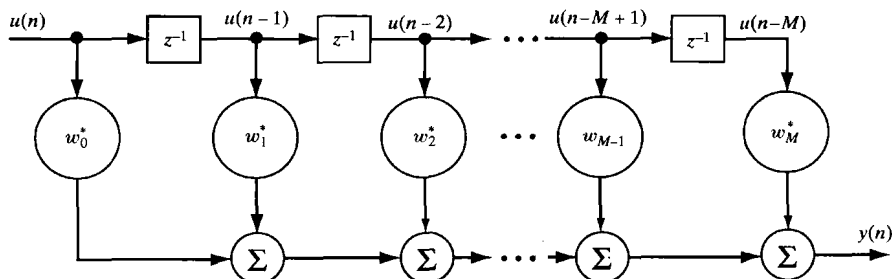 u(n) u(n – 1) u(n – 2) u(n–M + 1) u(n–M)
z⁻¹ z⁻¹ z⁻¹
w₀* w₁* w₂* • • • w_{M–1} w_M*
Σ Σ Σ Σ
y(n)